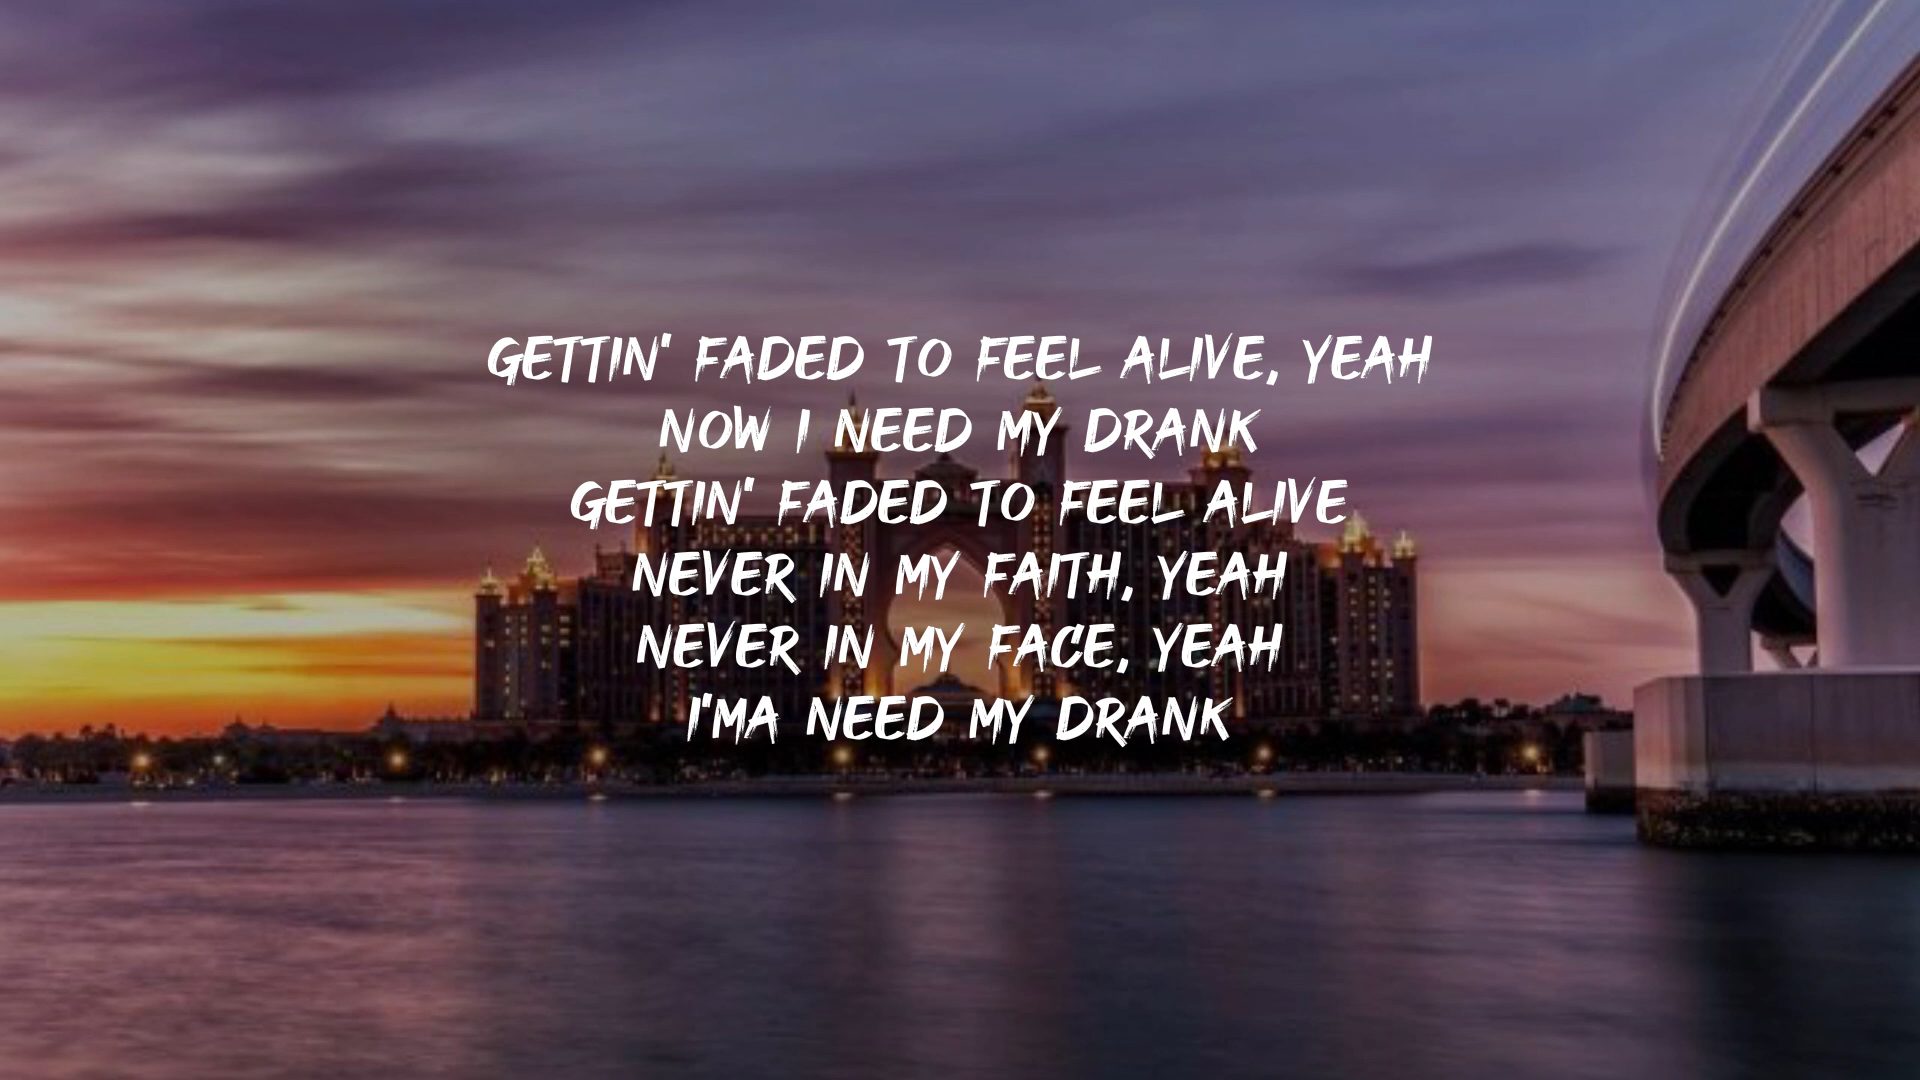 GETTIN' FADED TO FEEL ALIVE, YEAH
NOW I NEED MY DRANK
GETTIN' FADED TO FEEL ALIVE
NEVER IN MY FAITH, YEAH
NEVER IN MY FACE, YEAH
I'MA NEED MY DRANK